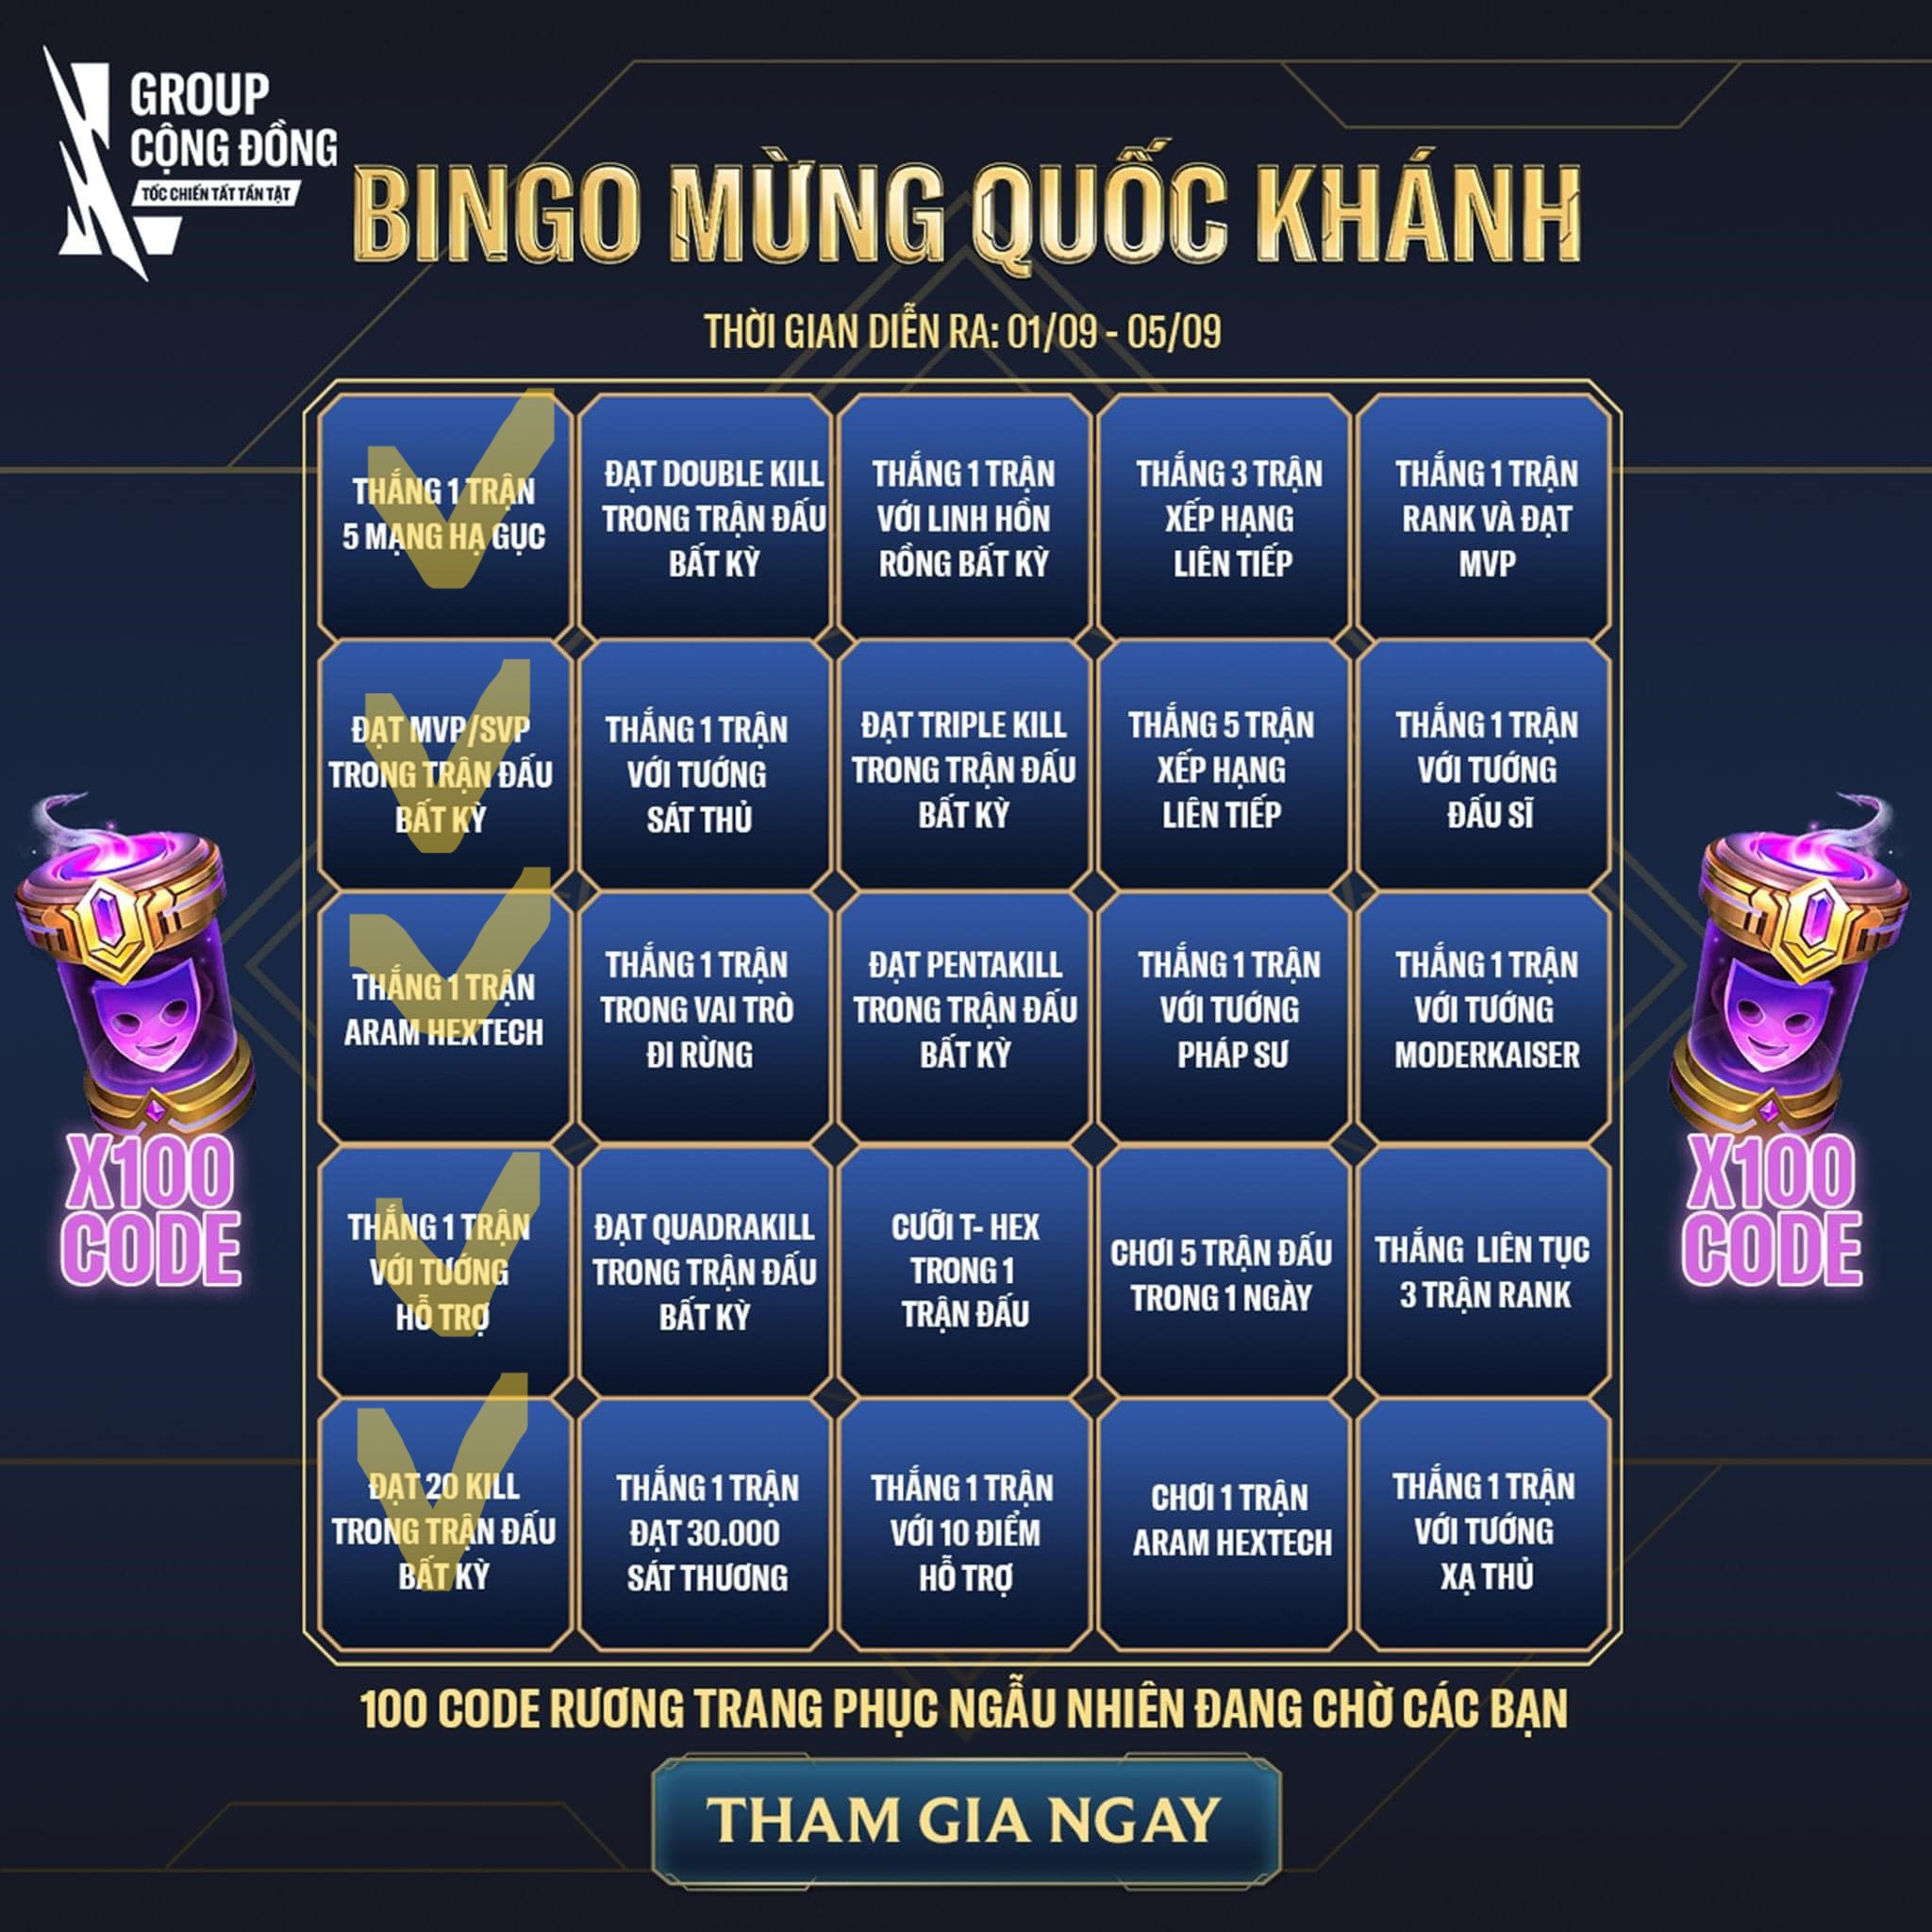 GROUP
CỘNG ĐỒNG
TỐC CHIẾN TẤT TẦN TẬT
BINGO MỪNG QUỐC KHÁNH
THỜI GIAN DIỄN RA: 01/09 - 05/09
THẮNG 1 TRẬN
5 MẠNG HẠ GỤC
ĐẠT DOUBLE KILL
TRONG TRẬN ĐẤU
BẤT KỲ
THẮNG 1 TRẬN
VỚI LINH HỒN
RỒNG BẤT KỲ
THẮNG 3 TRẬN
XẾP HẠNG
LIÊN TIẾP
THẮNG 1 TRẬN
RANK VÀ ĐẠT
MVP
ĐẠT MVP/SVP
TRONG TRẬN ĐẤU
BẤT KỲ
THẮNG 1 TRẬN
VỚI TƯỚNG
SÁT THỦ
ĐẠT TRIPLE KILL
TRONG TRẬN ĐẤU
BẤT KỲ
THẮNG 5 TRẬN
XẾP HẠNG
LIÊN TIẾP
THẮNG 1 TRẬN
VỚI TƯỚNG
ĐẤU SĨ
THẮNG 1 TRẬN
ARAM HEXTECH
THẮNG 1 TRẬN
TRONG VAI TRÒ
ĐI RỪNG
ĐẠT PENTAKILL
TRONG TRẬN ĐẤU
BẤT KỲ
THẮNG 1 TRẬN
VỚI TƯỚNG
PHÁP SƯ
THẮNG 1 TRẬN
VỚI TƯỚNG
MODERKAISER
THẮNG 1 TRẬN
VỚI TƯỚNG
HỖ TRỢ
ĐẠT QUADRAKILL
TRONG TRẬN ĐẤU
BẤT KỲ
CƯỠI T- HEX
TRONG 1
TRẬN ĐẤU
CHƠI 5 TRẬN ĐẤU
TRONG 1 NGÀY
THẮNG LIÊN TỤC
3 TRẬN RANK
ĐẠT 20 KILL
TRONG TRẬN ĐẤU
BẤT KỲ
THẮNG 1 TRẬN
ĐẠT 30.000
SÁT THƯƠNG
THẮNG 1 TRẬN
VỚI 10 ĐIỂM
HỖ TRỢ
CHƠI 1 TRẬN
ARAM HEXTECH
THẮNG 1 TRẬN
VỚI TƯỚNG
XẠ THỦ
X100
CODE
X100
CODE
100 CODE RƯƠNG TRANG PHỤC NGẪU NHIÊN ĐANG CHỜ CÁC BẠN
THAM GIA NGAY